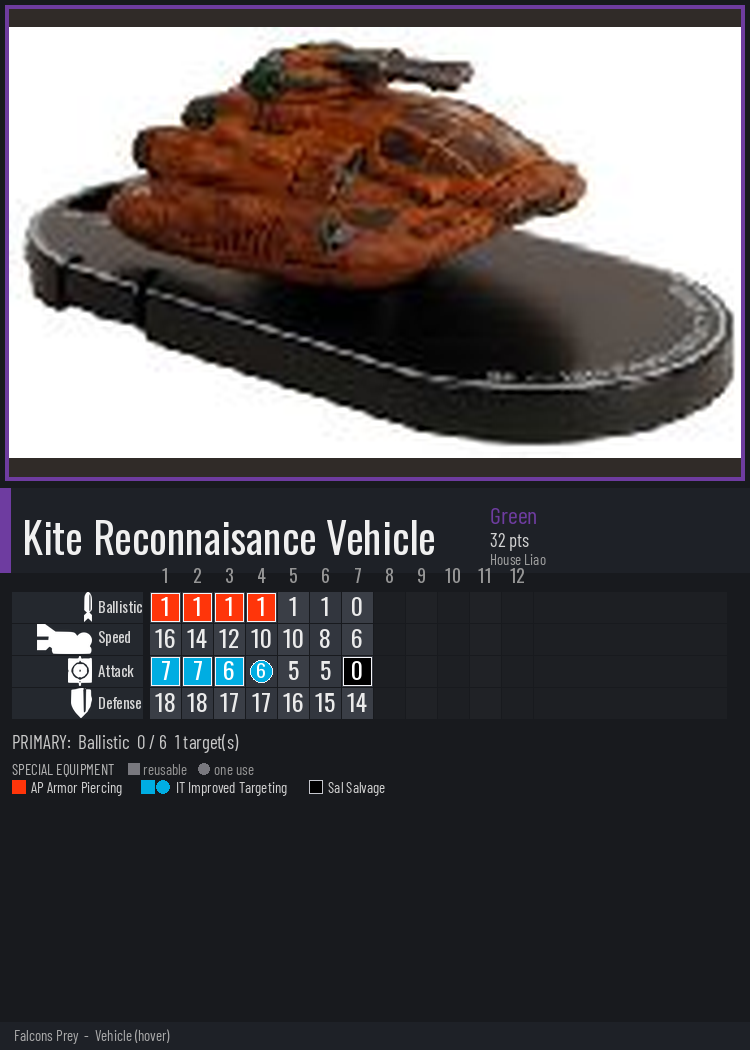 Kite Reconnaisance Vehicle
Green
32 pts
House Liao
1 2 3 4 5 6 7 8 9 10 11 12
Ballistic 1 1 1 1 1 1 0
Speed 16 14 12 10 10 8 6
Attack 7 7 6 6 5 5 0
Defense 18 18 17 17 16 15 14
PRIMARY: Ballistic 0 / 6 1 target(s)
SPECIAL EQUIPMENT reusable one use
AP Armor Piercing IT Improved Targeting Sal Salvage
Falcons Prey - Vehicle (hover)